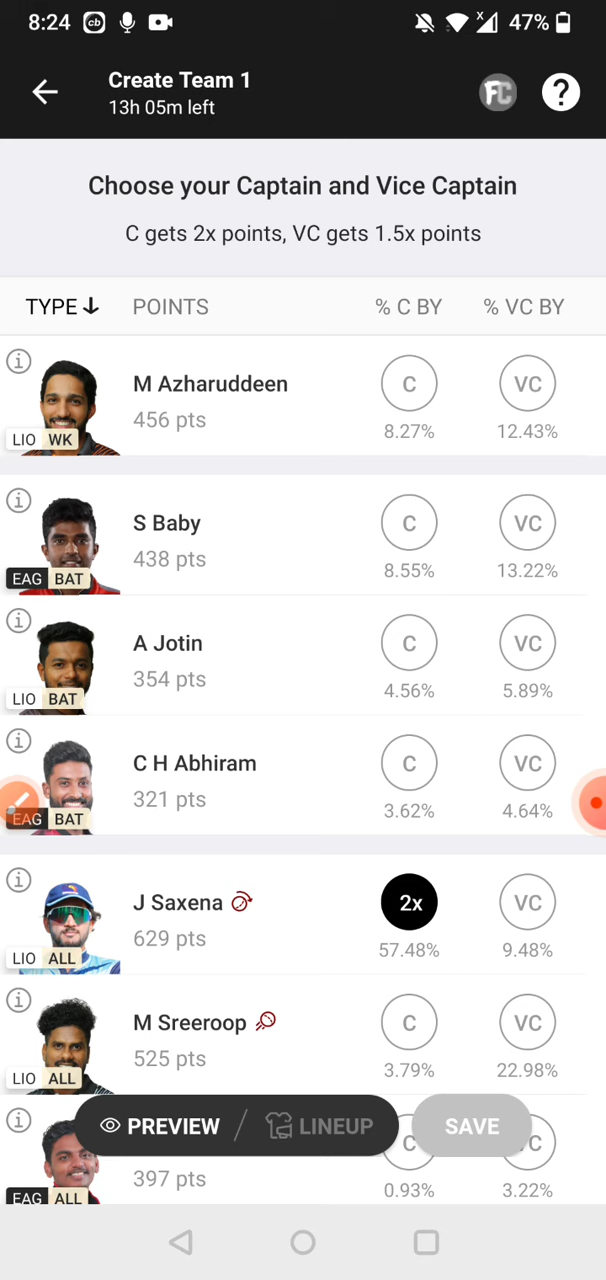 8:24 cb 47%
Create Team 1
13h 05m left
FC ?
Choose your Captain and Vice Captain
C gets 2x points, VC gets 1.5x points
TYPE POINTS % C BY % VC BY
M Azharuddeen C VC
456 pts
LIO WK 8.27% 12.43%
S Baby C VC
438 pts
EAG BAT 8.55% 13.22%
A Jotin C VC
354 pts
LIO BAT 4.56% 5.89%
C H Abhiram C VC
321 pts
EAG BAT 3.62% 4.64%
J Saxena 2x VC
629 pts
LIO ALL 57.48% 9.48%
M Sreeroop C VC
525 pts
LIO ALL 3.79% 22.98%
PREVIEW / LINEUP SAVE
C VC
397 pts
EAG ALL 0.93% 3.22%